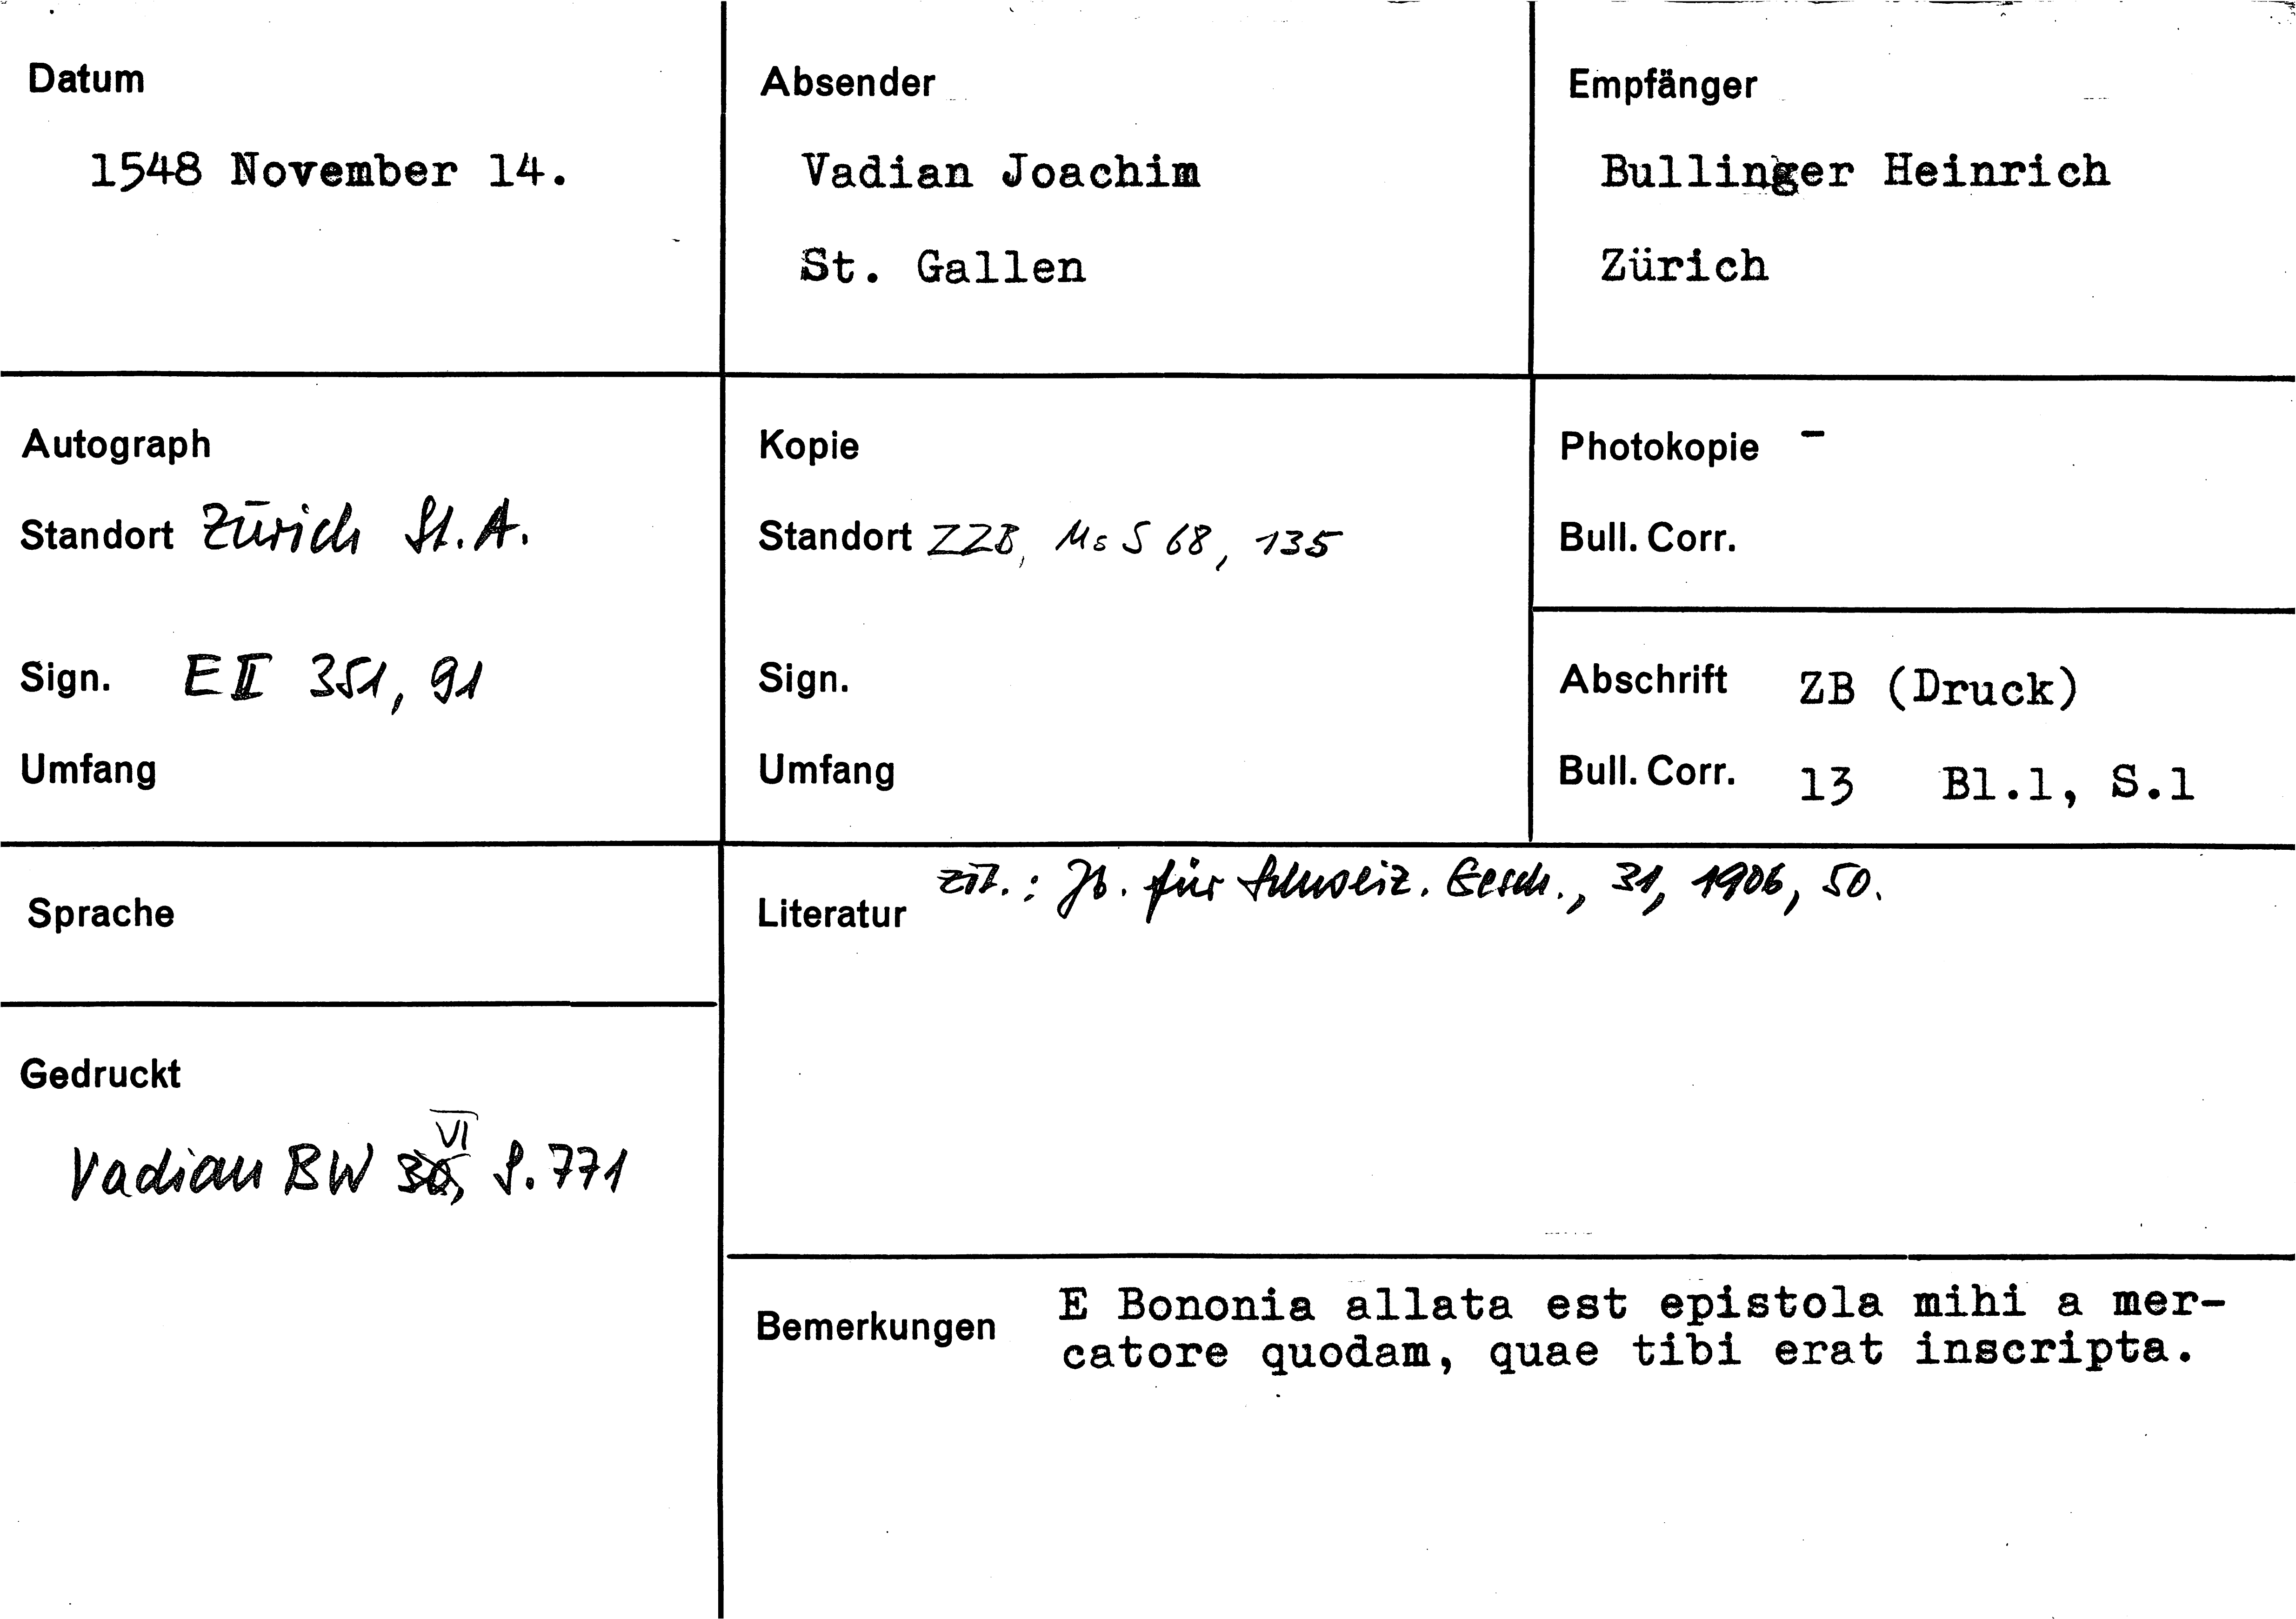 Datum
1548 November 14.
Absender
Vadian Joachim
St. Gallen
Empfänger
Bullinger Heinrich
Zürich
Autograph
Standort Zürich St. A.
Sign. E II 351, 91
Umfang
Kopie
Standort ZZB, Ms S 68, 135
Sign.
Umfang
Photokopie -
Bull. Corr.
Abschrift ZB (Druck)
Bull. Corr. 13 Bl.1, S.1
Sprache
Gedruckt
VI
Vadian BW 30, S. 771
Literatur zit.: Jb. für Schweiz. Gesch., 31, 1906, 50.
Bemerkungen E Bononia allata est epistola mihi a mer-
catore quodam, quae tibi erat inscripta.